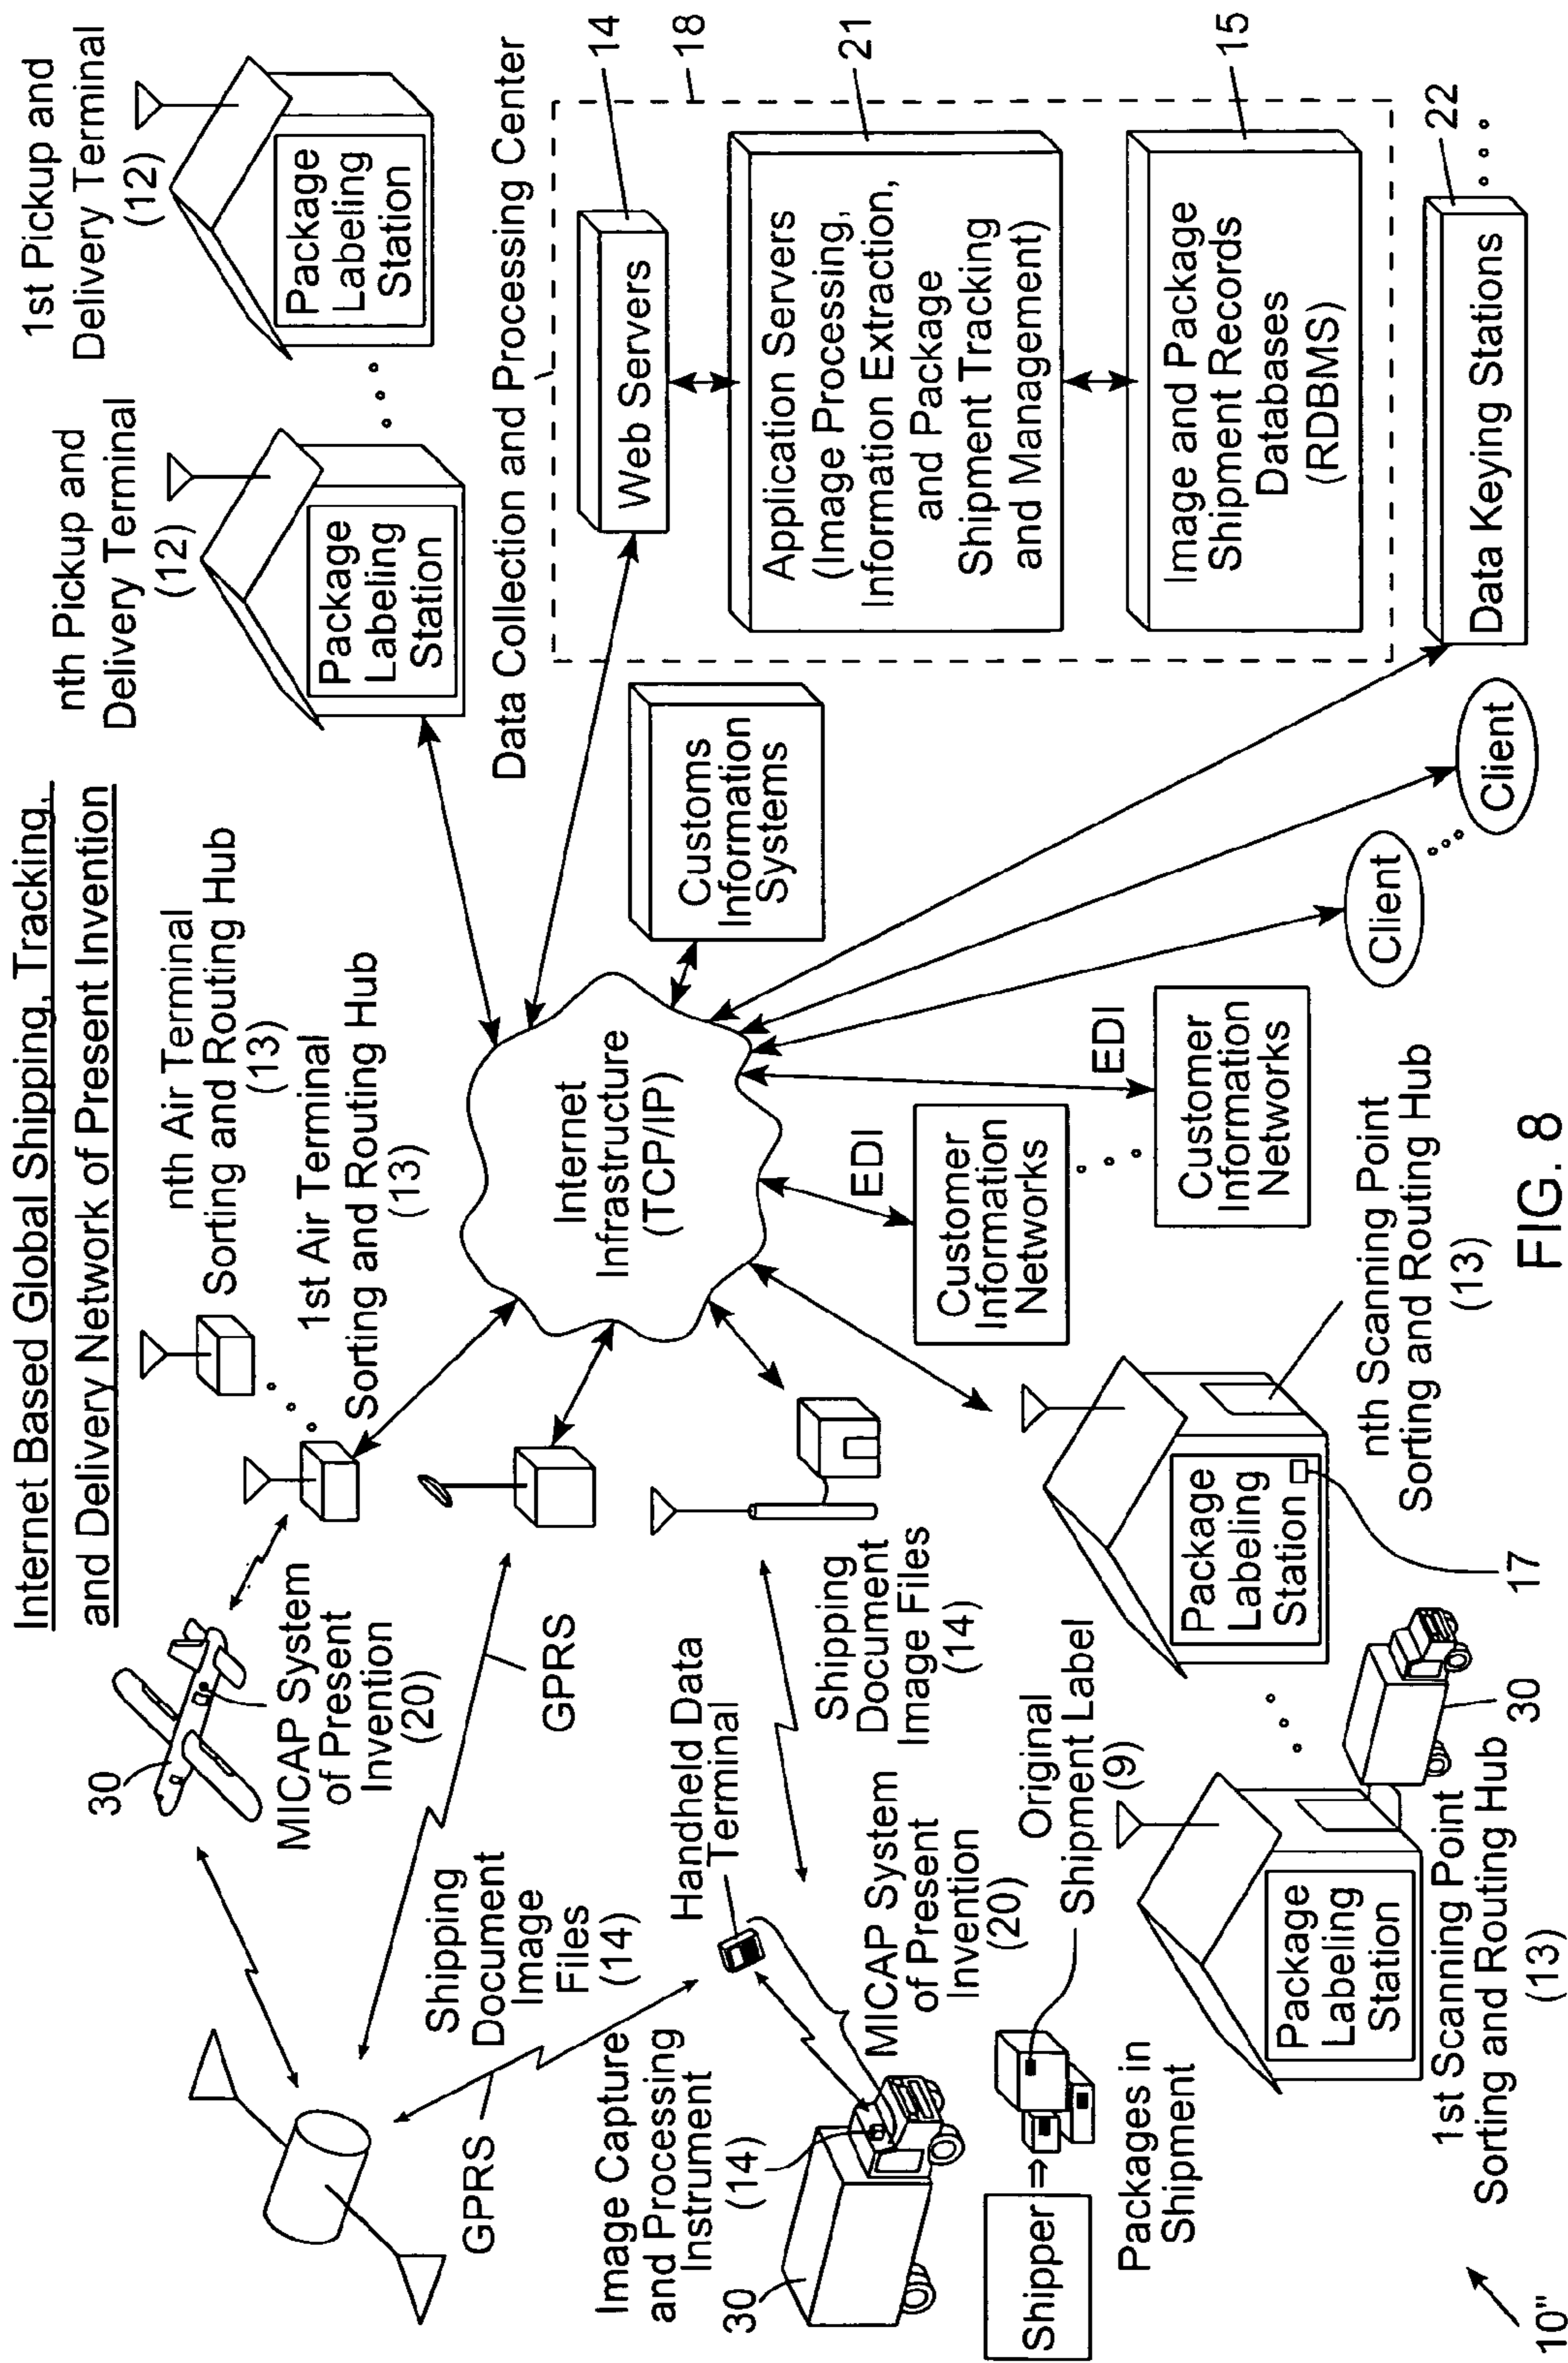 Internet Based Global Shipping, Tracking,
and Delivery Network of Present Invention
30
MICAP System
of Present
Invention
(20)
nth Air Terminal
Sorting and Routing Hub
(13)
1st Air Terminal
Sorting and Routing Hub
(13)
nth Pickup and
Delivery Terminal
(12)
Package
Labeling
Station
1st Pickup and
Delivery Terminal
(12)
Package
Labeling
Station
GPRS
GPRS
Shipping
Document
Image
Files
(14)
Image Capture
and Processing
Instrument
(14)
Handheld Data
Terminal
30
MICAP System
of Present
Invention
(20)
Shipping
Document
Image Files
(14)
Internet
Infrastructure
(TCP/IP)
Data Collection and Processing Center
Web Servers
14
18
Application Servers
(Image Processing,
Information Extraction,
and Package
Shipment Tracking
and Management)
21
Image and Package
Shipment Records
Databases
(RDBMS)
15
Customs
Information
Systems
Data Keying Stations
22
Client
Client
EDI
Customer
Information
Networks
EDI
Customer
Information
Networks
Shipper
Packages in
Shipment
Original
Shipment Label
(9)
Package
Labeling
Station
1st Scanning Point
Sorting and Routing Hub
(13)
30
Package
Labeling
Station
17
nth Scanning Point
Sorting and Routing Hub
(13)
10"
FIG. 8